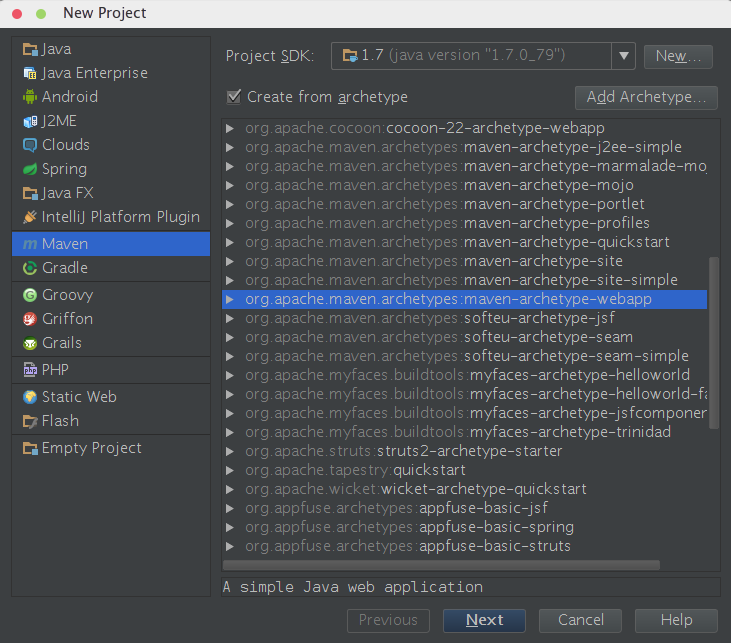 New Project
Java
Java Enterprise
Android
J2ME
Clouds
Spring
Java FX
IntelliJ Platform Plugin
m Maven
Gradle
G Groovy
Griffon
Grails
php PHP
Static Web
Flash
Empty Project
Project SDK: 1.7 (java version "1.7.0_79") New...
Create from archetype Add Archetype...
org.apache.cocoon:cocoon-22-archetype-webapp
org.apache.maven.archetypes:maven-archetype-j2ee-simple
org.apache.maven.archetypes:maven-archetype-marmalade-mo
org.apache.maven.archetypes:maven-archetype-mojo
org.apache.maven.archetypes:maven-archetype-portlet
org.apache.maven.archetypes:maven-archetype-profiles
org.apache.maven.archetypes:maven-archetype-quickstart
org.apache.maven.archetypes:maven-archetype-site
org.apache.maven.archetypes:maven-archetype-site-simple
org.apache.maven.archetypes:maven-archetype-webapp
org.apache.maven.archetypes:softeu-archetype-jsf
org.apache.maven.archetypes:softeu-archetype-seam
org.apache.maven.archetypes:softeu-archetype-seam-simple
org.apache.myfaces.buildtools:myfaces-archetype-helloworld
org.apache.myfaces.buildtools:myfaces-archetype-helloworld-fa
org.apache.myfaces.buildtools:myfaces-archetype-jsfcomponen
org.apache.myfaces.buildtools:myfaces-archetype-trinidad
org.apache.struts:struts2-archetype-starter
org.apache.tapestry:quickstart
org.apache.wicket:wicket-archetype-quickstart
org.appfuse.archetypes:appfuse-basic-jsf
org.appfuse.archetypes:appfuse-basic-spring
org.appfuse.archetypes:appfuse-basic-struts
A simple Java web application
Previous Next Cancel Help